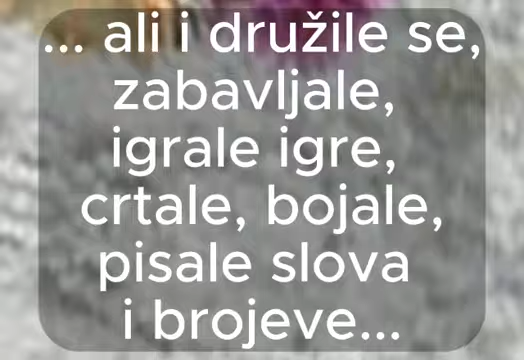 ... ali i družile se,
zabavljale,
igrale igre,
crtale, bojale,
pisale slova
i brojeve...